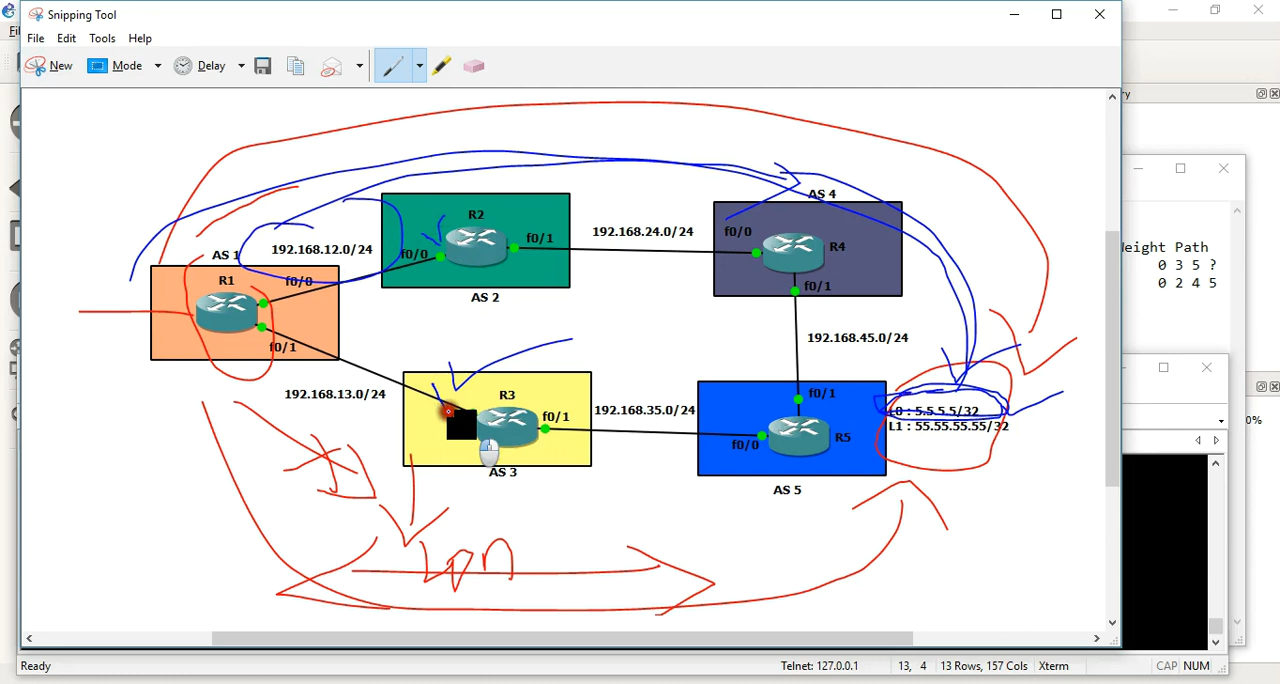 Snipping Tool
File Edit Tools Help
New Mode Delay
AS 4
R2
f0/0
f0/1
192.168.24.0/24
f0/0
R4
AS 1
192.168.12.0/24
f0/0
f0/1
AS 2
R1
f0/1
192.168.45.0/24
192.168.13.0/24
R3
f0/1
192.168.35.0/24
f0/1
L0 : 5.5.5.5/32
L1 : 55.55.55.55/32
f0/0
R5
AS 3
AS 5
Weight Path
0 3 5 ?
0 2 4 5
0%
Ready
Telnet: 127.0.0.1 13, 4 13 Rows, 157 Cols Xterm CAP NUM